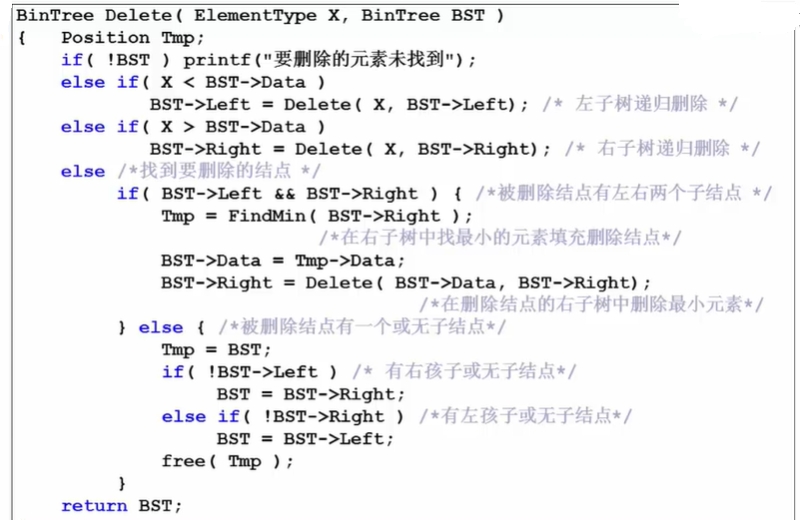 BinTree Delete( ElementType X, BinTree BST )
{ Position Tmp;
if( !BST ) printf("要删除的元素未找到");
else if( X < BST->Data )
BST->Left = Delete( X, BST->Left); /* 左子树递归删除 */
else if( X > BST->Data )
BST->Right = Delete( X, BST->Right); /* 右子树递归删除 */
else /*找到要删除的结点 */
if( BST->Left && BST->Right ) { /*被删除结点有左右两个子结点 */
Tmp = FindMin( BST->Right );
/*在右子树中找最小的元素填充删除结点*/
BST->Data = Tmp->Data;
BST->Right = Delete( BST->Data, BST->Right);
/*在删除结点的右子树中删除最小元素*/
} else { /*被删除结点有一个或无子结点*/
Tmp = BST;
if( !BST->Left ) /* 有右孩子或无子结点*/
BST = BST->Right;
else if( !BST->Right ) /*有左孩子或无子结点*/
BST = BST->Left;
free( Tmp );
}
return BST;